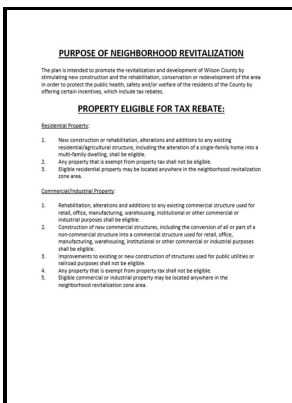 PURPOSE OF NEIGHBORHOOD REVITALIZATION
The plan is intended to promote the revitalization and development of Wilson County by
stimulating new construction and the rehabilitation, conservation or redevelopment of the area
in order to protect the public health, safety and/or welfare of the residents of the County by
offering certain incentives, which include tax rebates.
PROPERTY ELIGIBLE FOR TAX REBATE:
Residential Property:
1. New construction or rehabilitation, alterations and additions to any existing
residential/agricultural structure, including the alteration of a single-family home into a
multi-family dwelling, shall be eligible.
2. Any property that is exempt from property tax shall not be eligible.
3. Eligible residential property may be located anywhere in the neighborhood revitalization
zone area.
Commercial/Industrial Property:
1. Rehabilitation, alterations and additions to any existing commercial structure used for
retail, office, manufacturing, warehousing, institutional or other commercial or
industrial purposes shall be eligible.
2. Construction of new commercial structures, including the conversion of all or part of a
non-commercial structure into a commercial structure used for retail, office,
manufacturing, warehousing, institutional or other commercial or industrial purposes
shall be eligible.
3. Improvements to existing or new construction of structures used for public utilities or
railroad purposes shall not be eligible.
4. Any property that is exempt from property tax shall not be eligible.
5. Eligible commercial or industrial property may be located anywhere in the
neighborhood revitalization zone area.